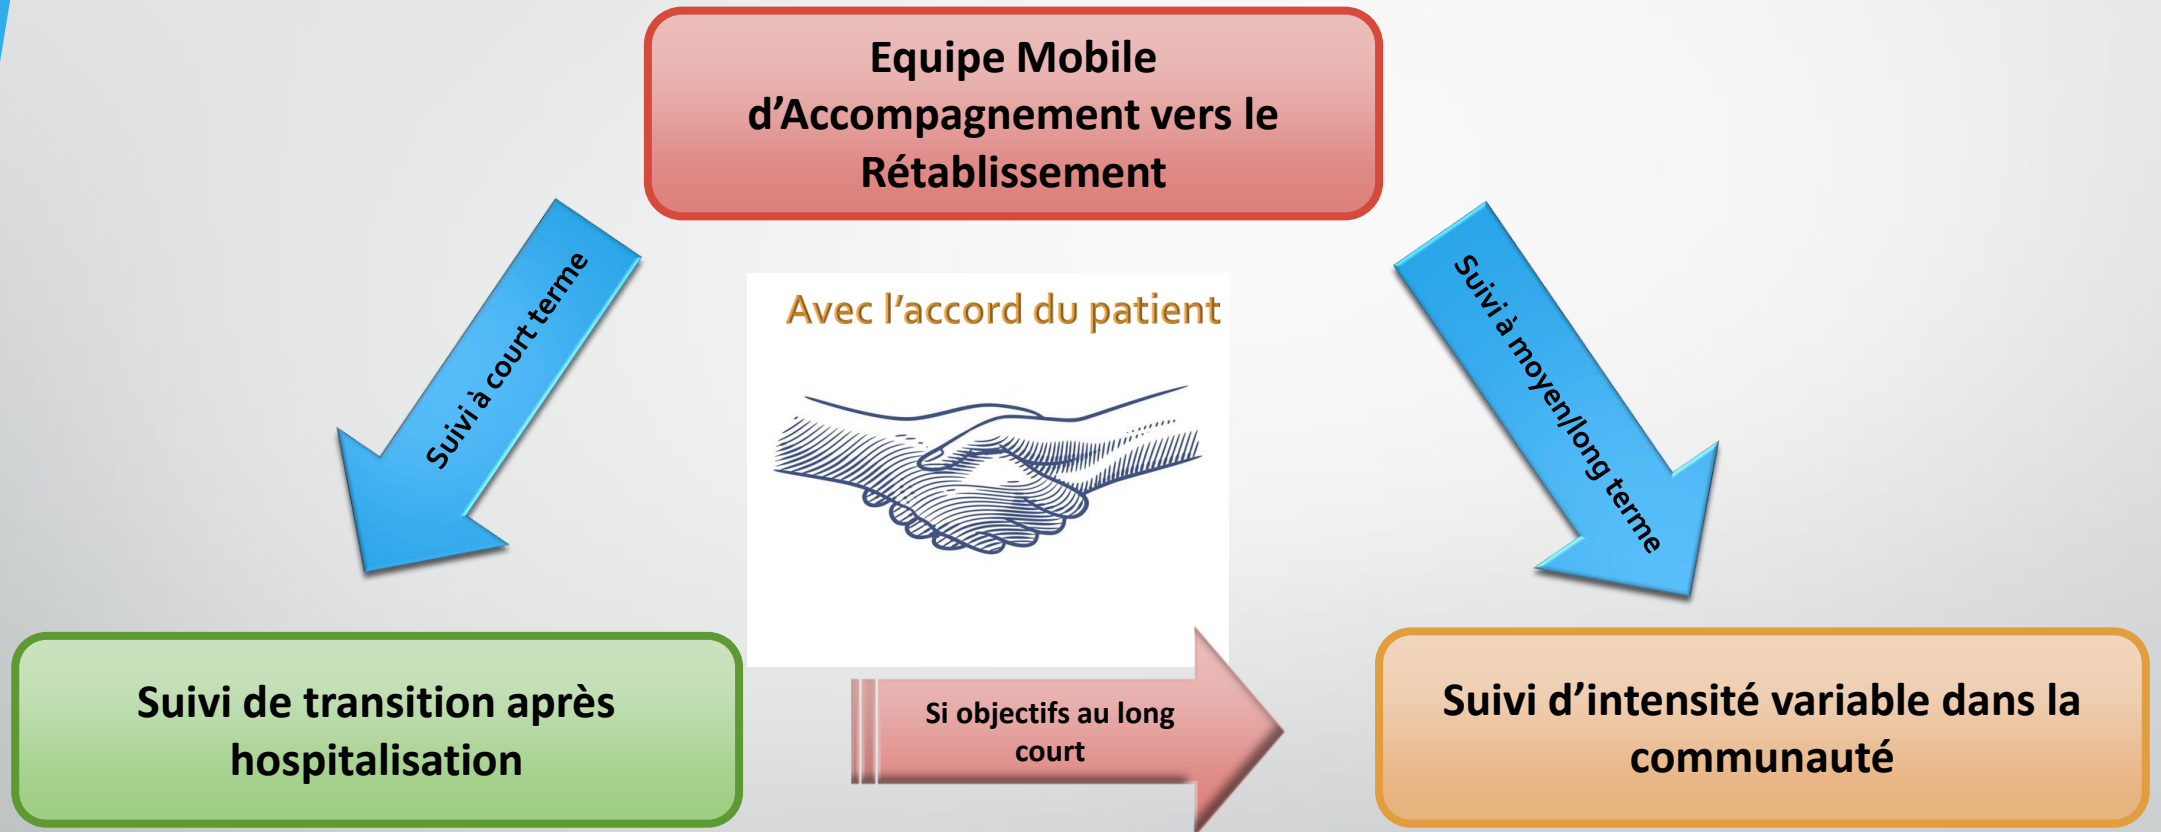 Equipe Mobile
d’Accompagnement vers le
Rétablissement
Suivi à court terme
Avec l’accord du patient
Suivi à moyen/long terme
Suivi de transition après
hospitalisation
Si objectifs au long
court
Suivi d’intensité variable dans la
communauté